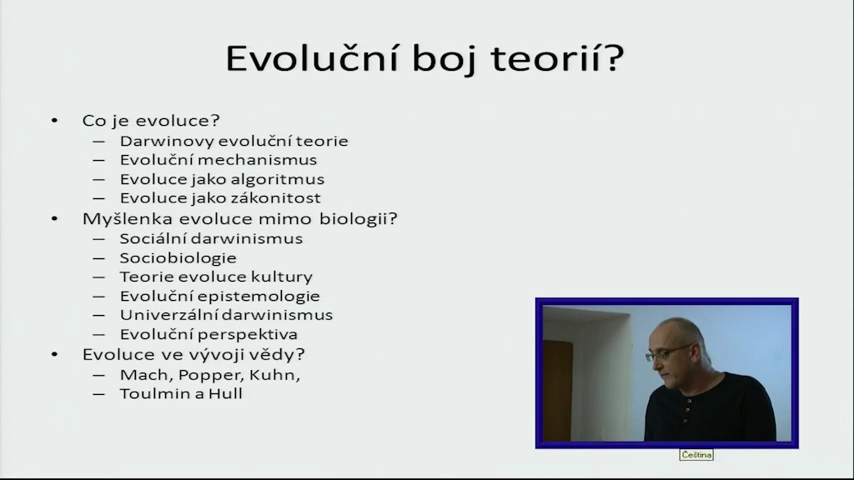 Evoluční boj teorií?
• Co je evoluce?
– Darwinovy evoluční teorie
– Evoluční mechanismus
– Evoluce jako algoritmus
– Evoluce jako zákonitost
• Myšlenka evoluce mimo biologii?
– Sociální darwinismus
– Sociobiologie
– Teorie evoluce kultury
– Evoluční epistemologie
– Univerzální darwinismus
– Evoluční perspektiva
• Evoluce ve vývoji vědy?
– Mach, Popper, Kuhn,
– Toulmin a Hull
Čeština